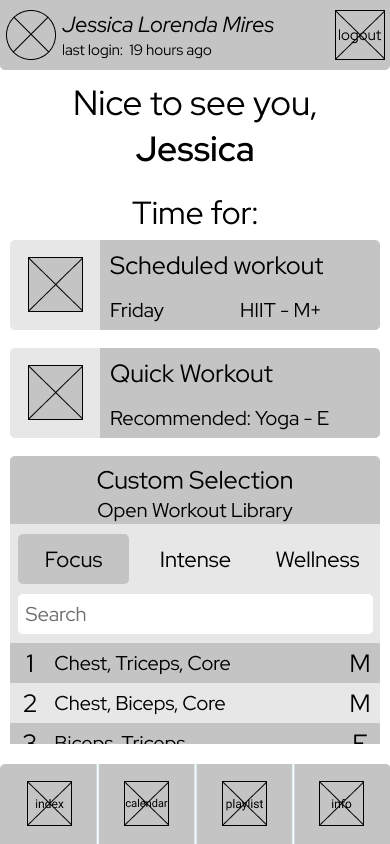 Jessica Lorenda Mires
last login: 19 hours ago
logout
Nice to see you,
Jessica
Time for:
Scheduled workout
Friday HIIT - M+
Quick Workout
Recommended: Yoga - E
Custom Selection
Open Workout Library
Focus Intense Wellness
Search
1 Chest, Triceps, Core M
2 Chest, Biceps, Core M
3 Biceps, Triceps
index calendar playlist info